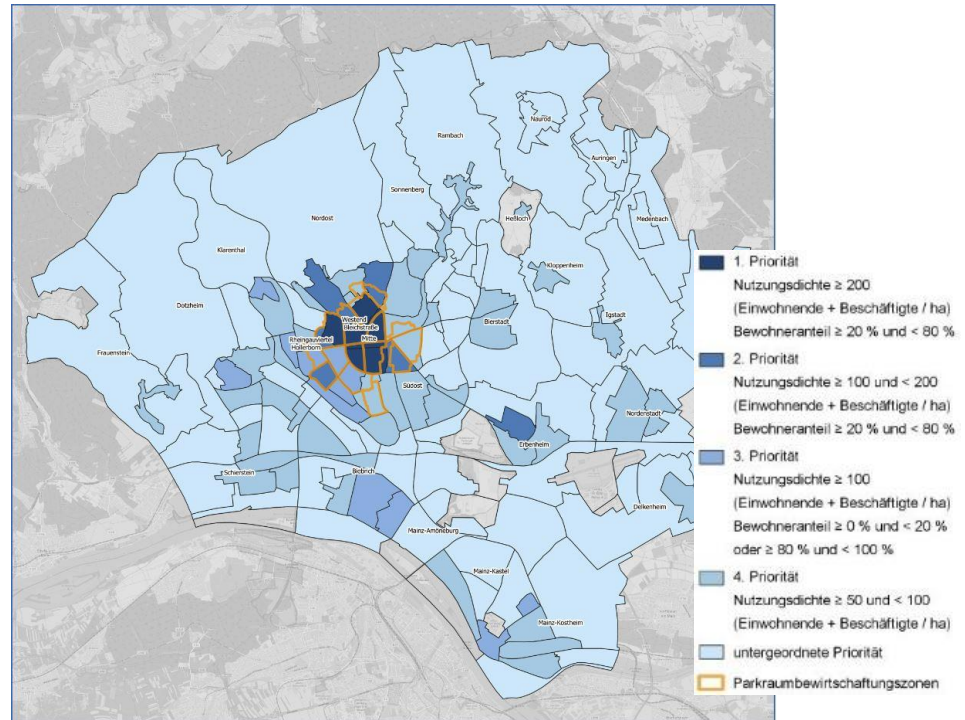 Naurod
Rambach
Auringen
Sonnenberg
Medenbach
Nordost
Heßloch
Klarenthal
Kloppenheim
Dotzheim
Igstadt
Westend
Bleichstraße
Bierstadt
Rheingauviertel
Hollerborn
Mitte
Frauenstein
Südost
Nordenstadt
Erbenheim
Schierstein
Biebrich
Delkenheim
Mainz-Amöneburg
Mainz-Kastel
Mainz-Kostheim
1. Priorität
Nutzungsdichte ≥ 200
(Einwohnende + Beschäftigte / ha)
Bewohneranteil ≥ 20 % und < 80 %
2. Priorität
Nutzungsdichte ≥ 100 und < 200
(Einwohnende + Beschäftigte / ha)
Bewohneranteil ≥ 20 % und < 80 %
3. Priorität
Nutzungsdichte ≥ 100
(Einwohnende + Beschäftigte / ha)
Bewohneranteil ≥ 0 % und < 20 %
oder ≥ 80 % und < 100 %
4. Priorität
Nutzungsdichte ≥ 50 und < 100
(Einwohnende + Beschäftigte / ha)
untergeordnete Priorität
Parkraumbewirtschaftungszonen